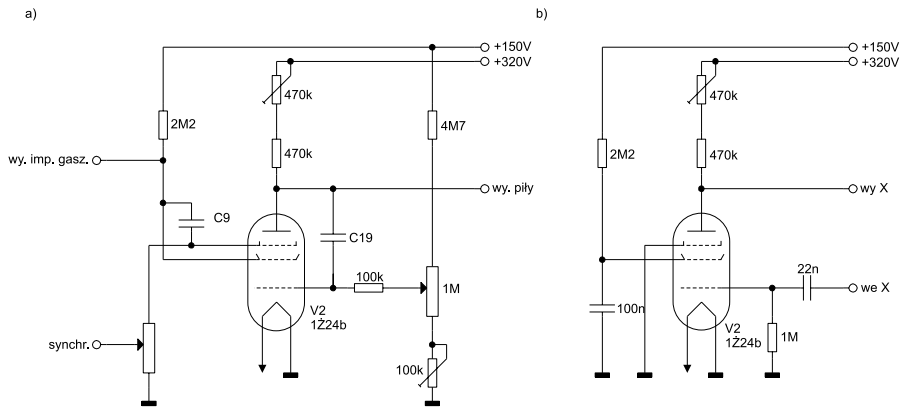 a)
+150V
+320V
470k
2M2
4M7
wy. imp. gasz.
470k
wy. piły
C9
C19
100k
1M
V2
1Ż24b
synchr.
100k
b)
+150V
+320V
470k
2M2
470k
wy X
22n
we X
100n
V2
1Ż24b
1M